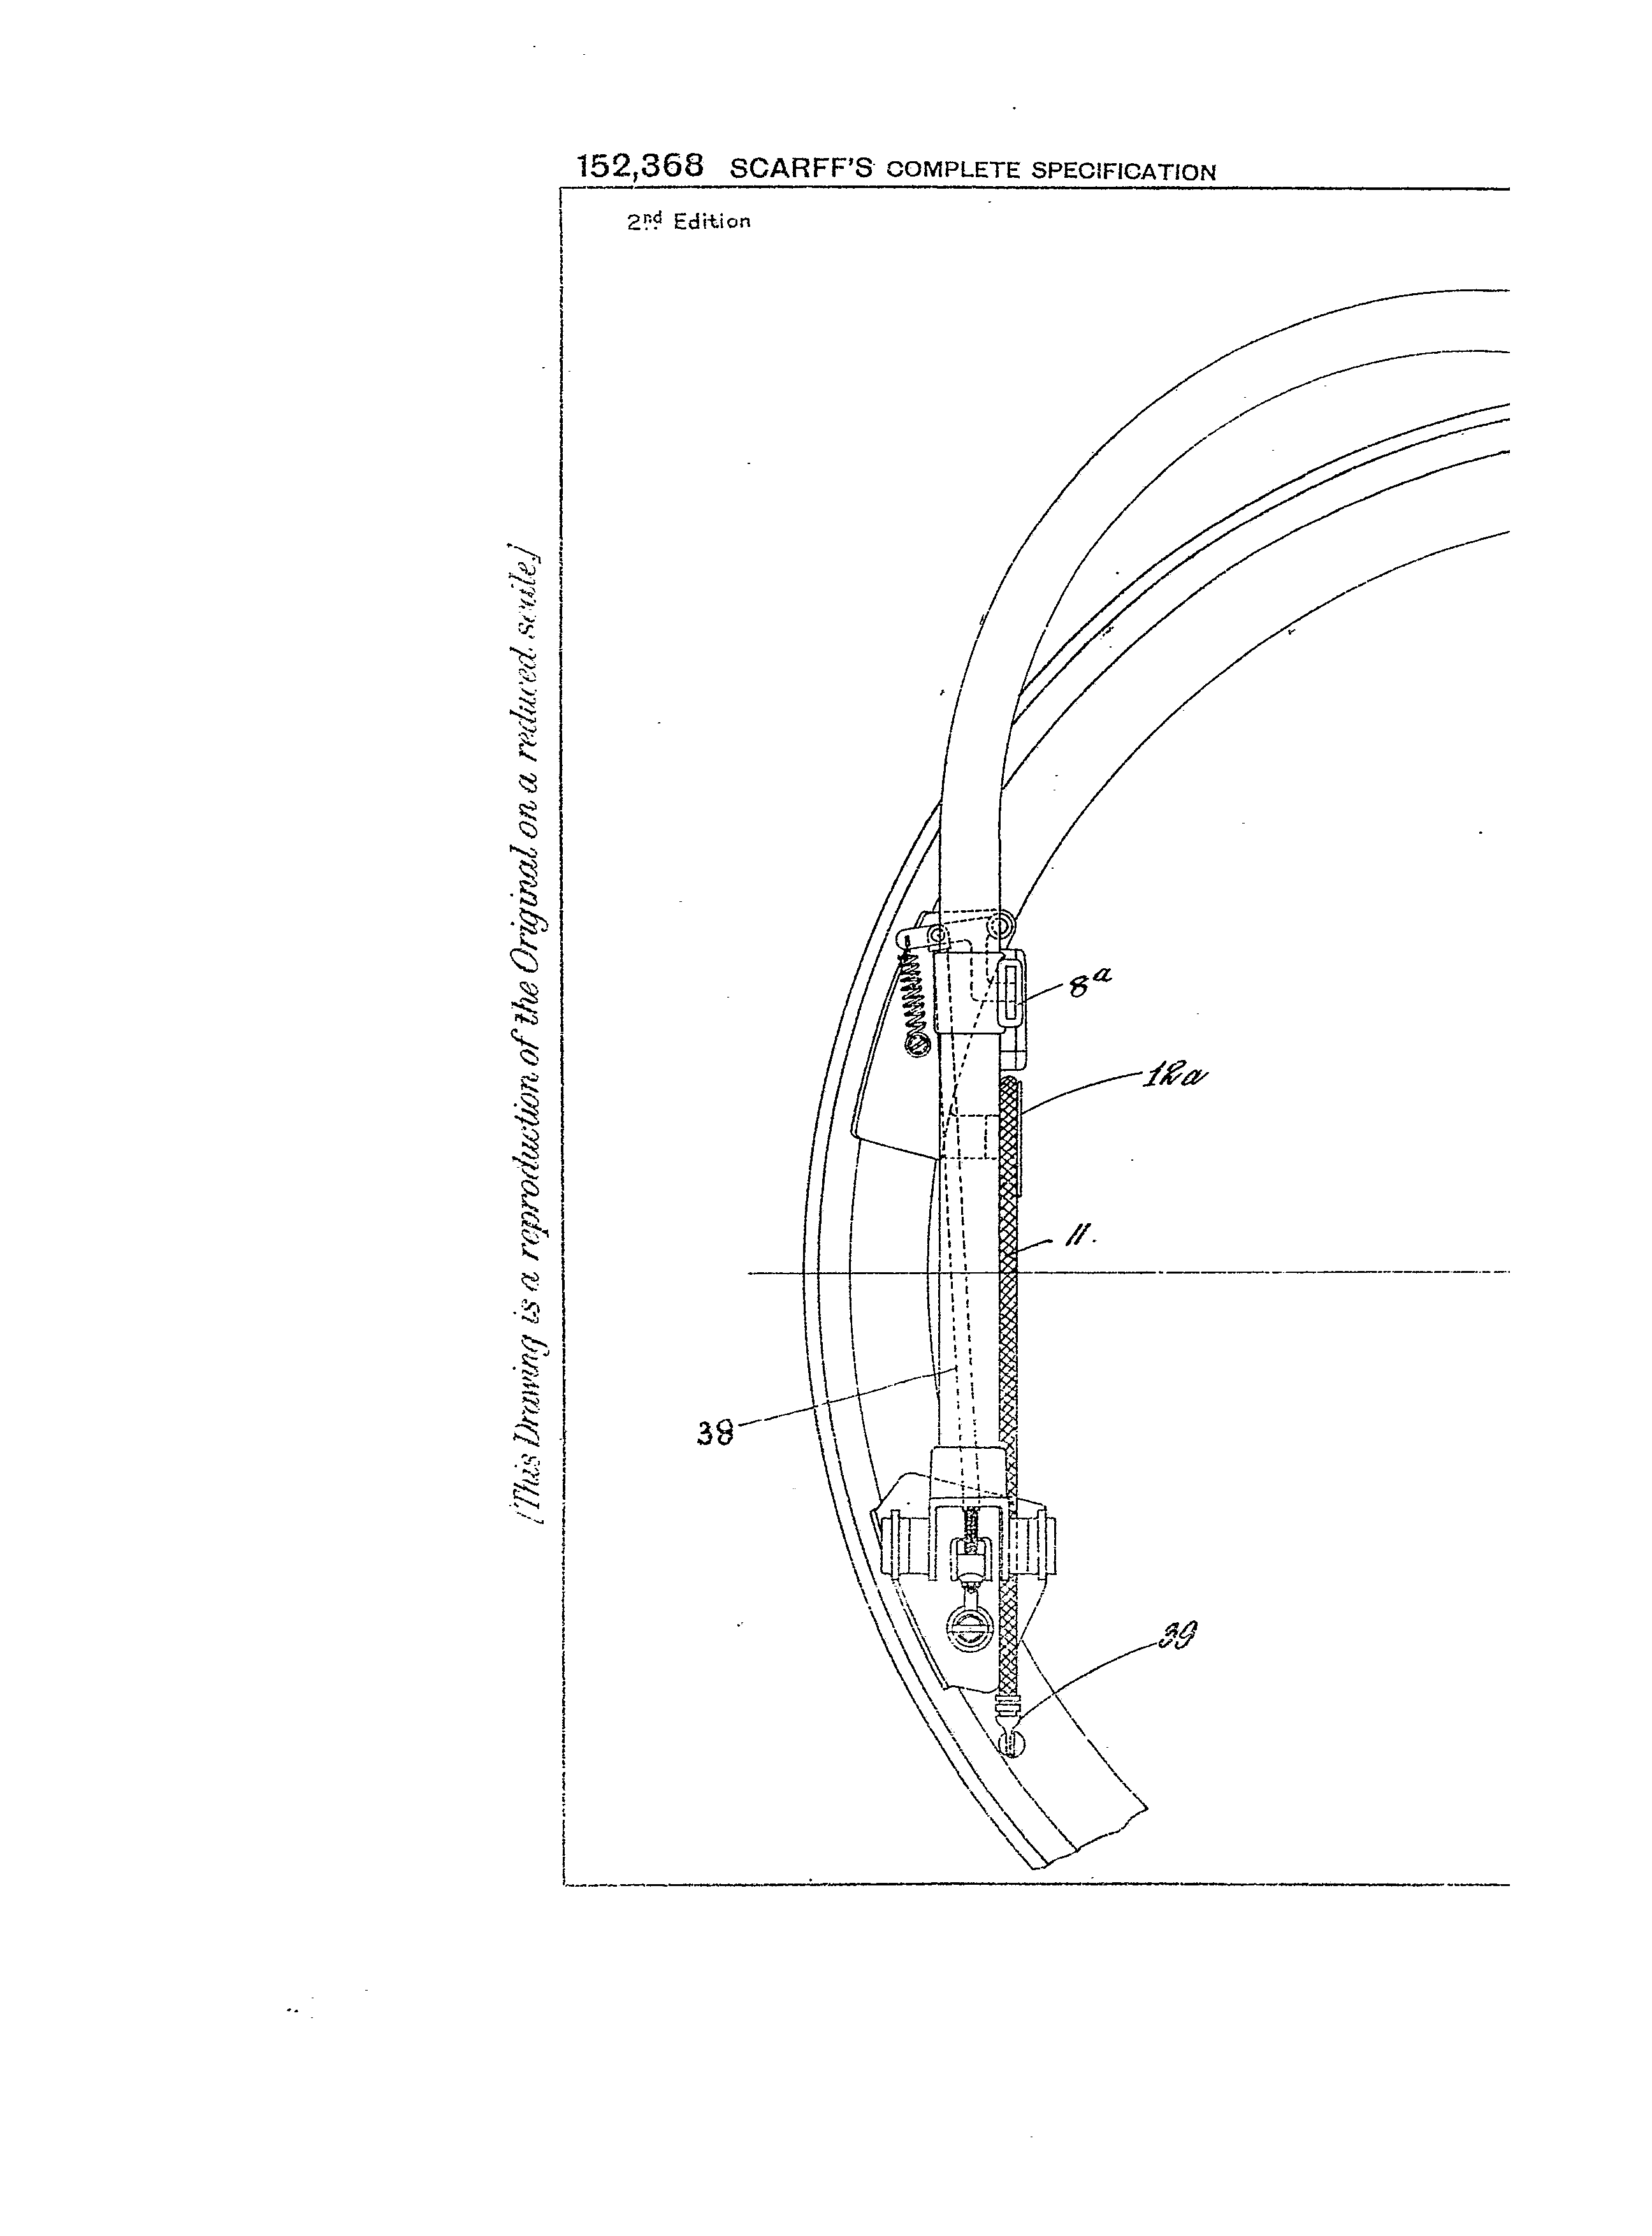 152,368 SCARFF'S COMPLETE SPECIFICATION
2nd Edition
[This Drawing is a reproduction of the Original on a reduced scale.]
8a
12a
11.
38
39